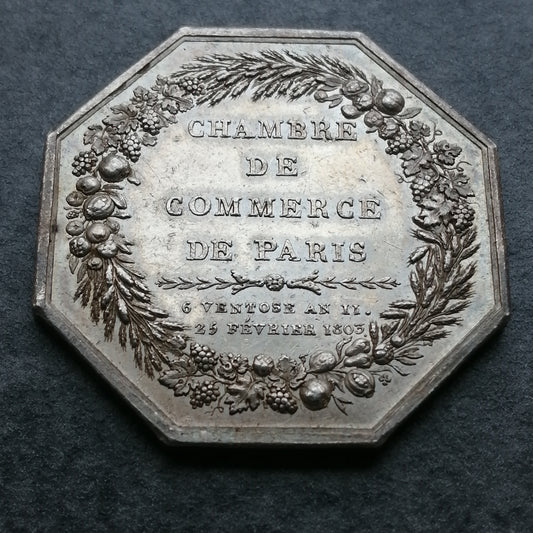 CHAMBRE
DE
COMMERCE
DE PARIS
6 VENTOSE AN 11.
25 FÉVRIER 1803